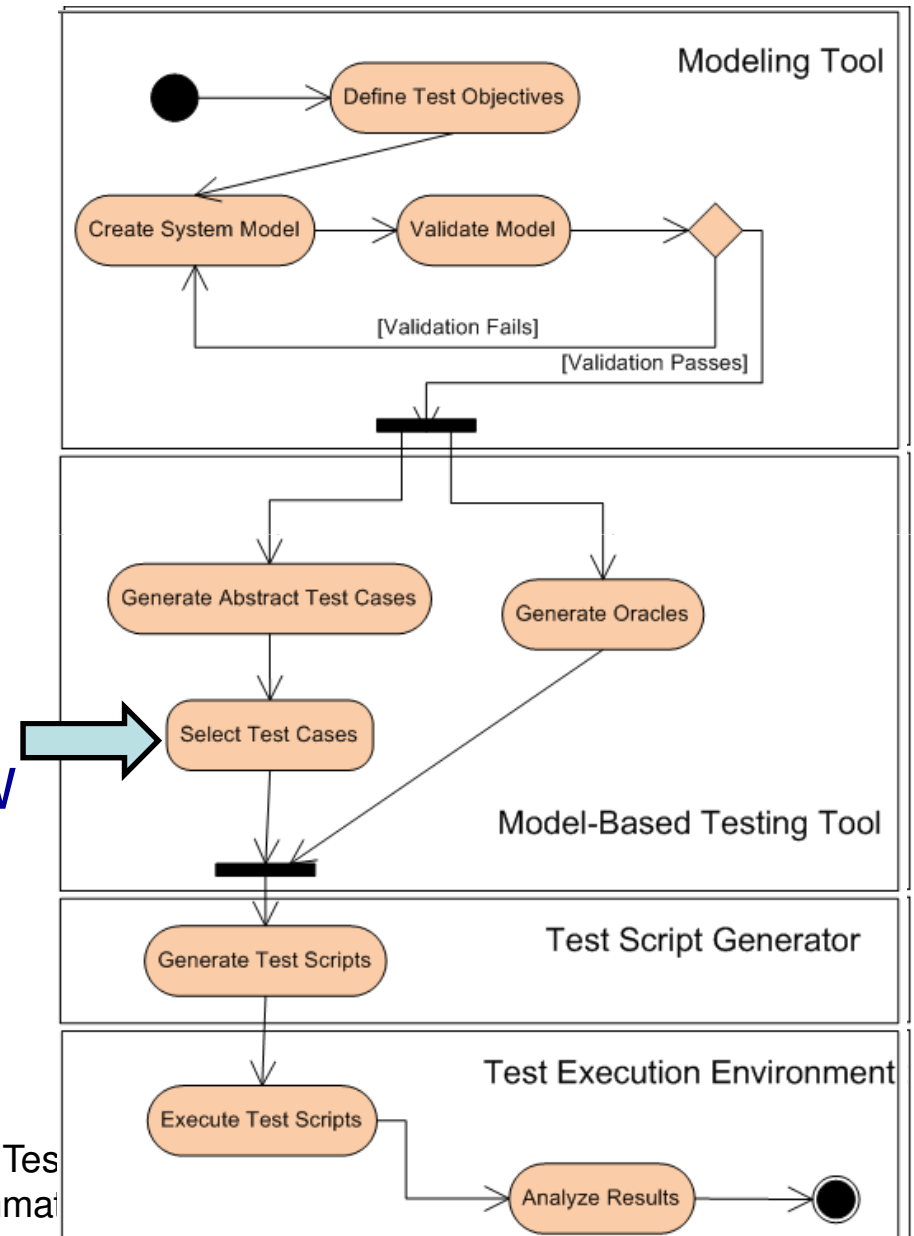 Modeling Tool
Define Test Objectives
Create System Model
Validate Model
[Validation Fails]
[Validation Passes]
Generate Abstract Test Cases
Generate Oracles
Select Test Cases
Model-Based Testing Tool
Test Script Generator
Generate Test Scripts
Test Execution Environment
Execute Test Scripts
Analyze Results